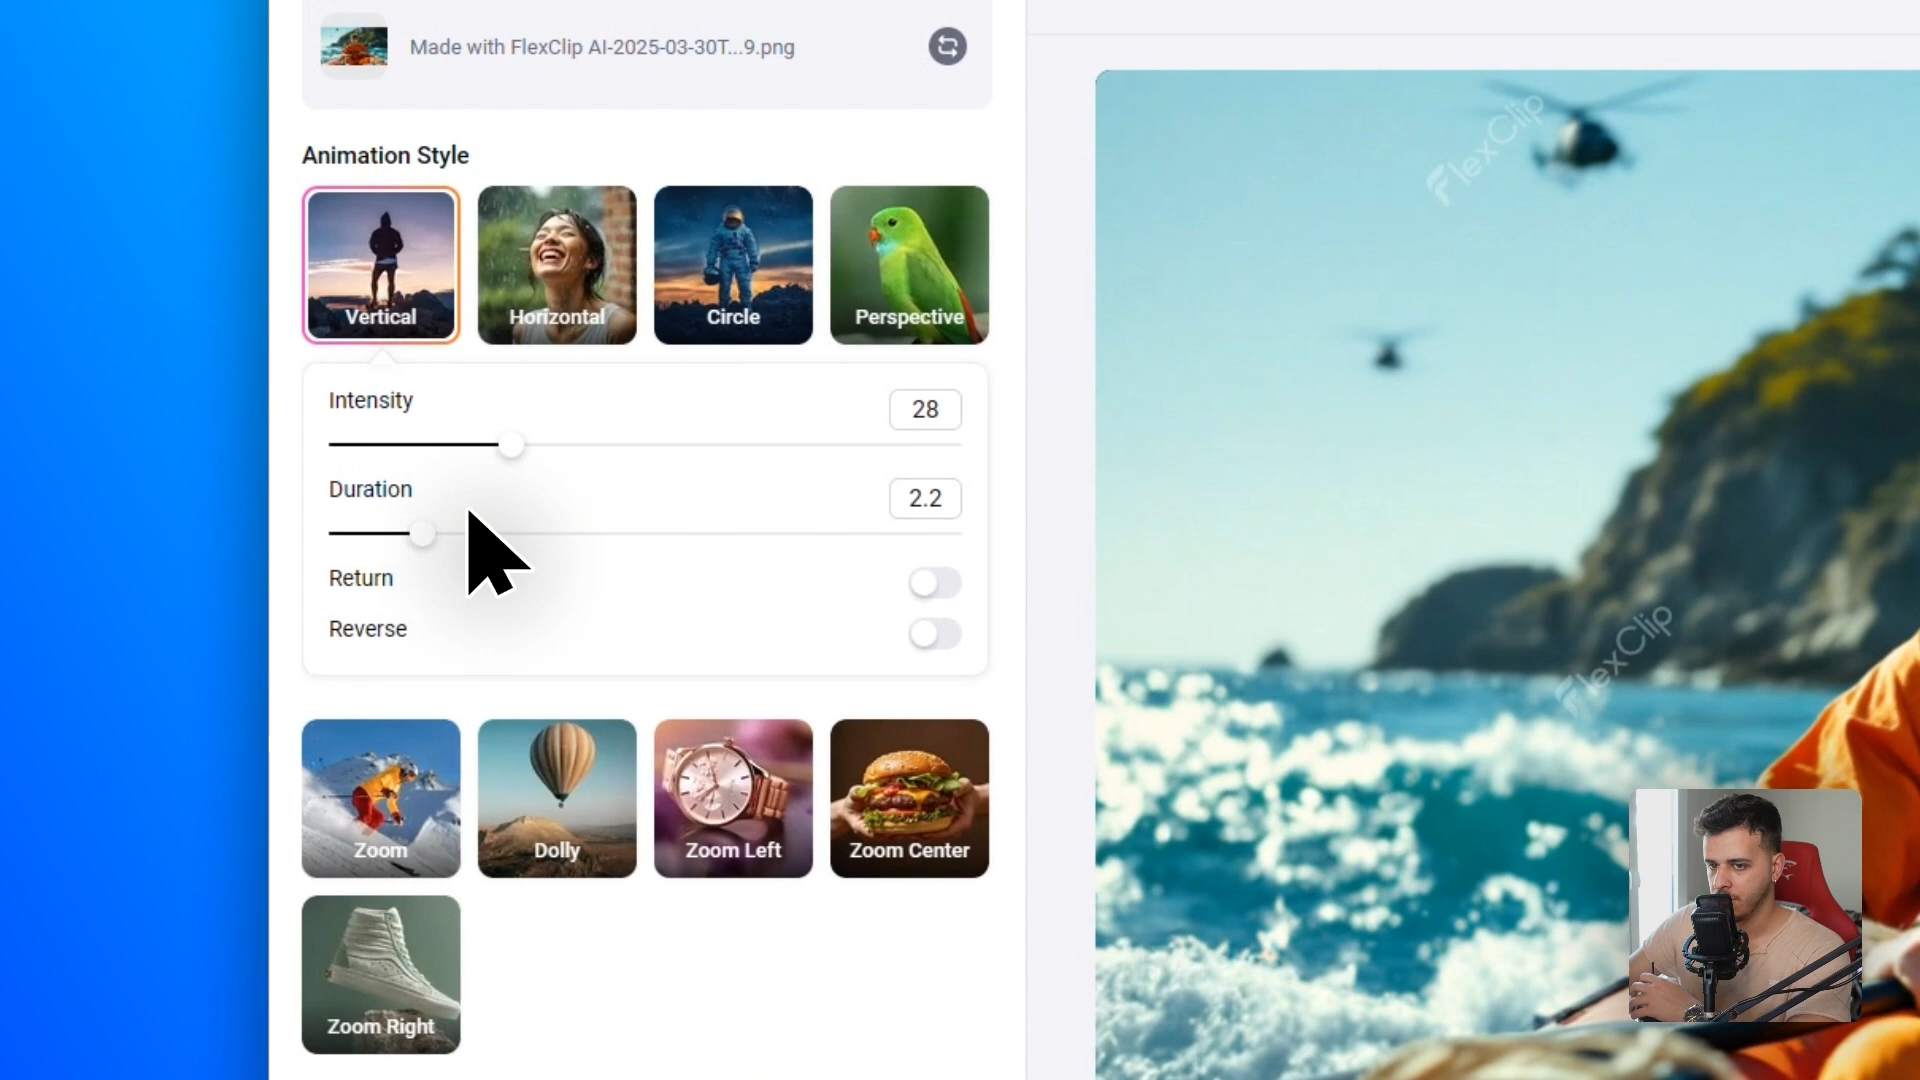 Made with FlexClip AI-2025-03-30T...9.png
Animation Style
Vertical
Horizontal
Circle
Perspective
Intensity
28
Duration
2.2
Return
Reverse
Zoom
Dolly
Zoom Left
Zoom Center
Zoom Right
FlexClip
FlexClip